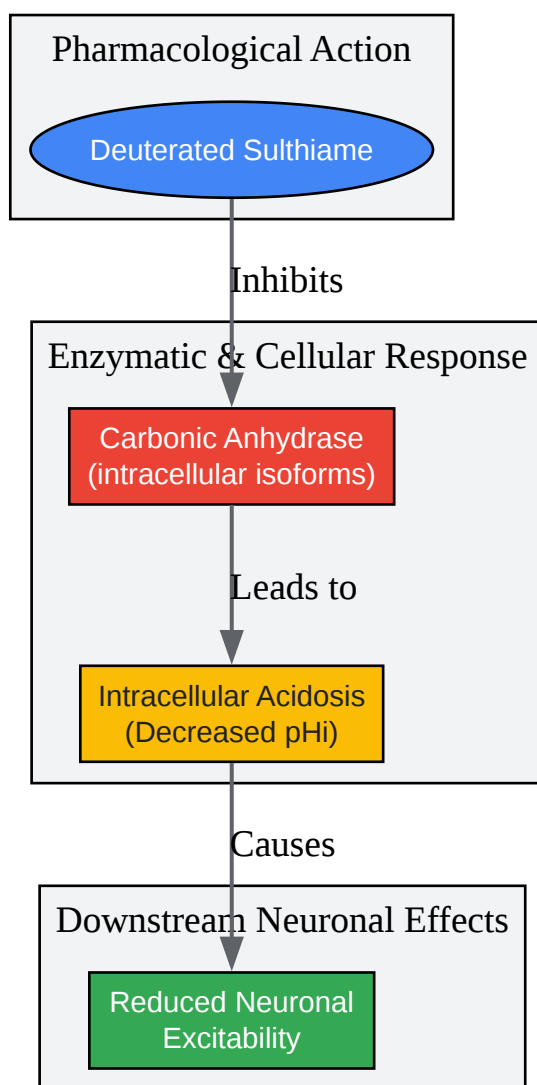 Pharmacological Action
Deuterated Sulthiame
Inhibits
Enzymatic & Cellular Response
Carbonic Anhydrase
(intracellular isoforms)
Leads to
Intracellular Acidosis
(Decreased pHi)
Causes
Downstream Neuronal Effects
Reduced Neuronal
Excitability